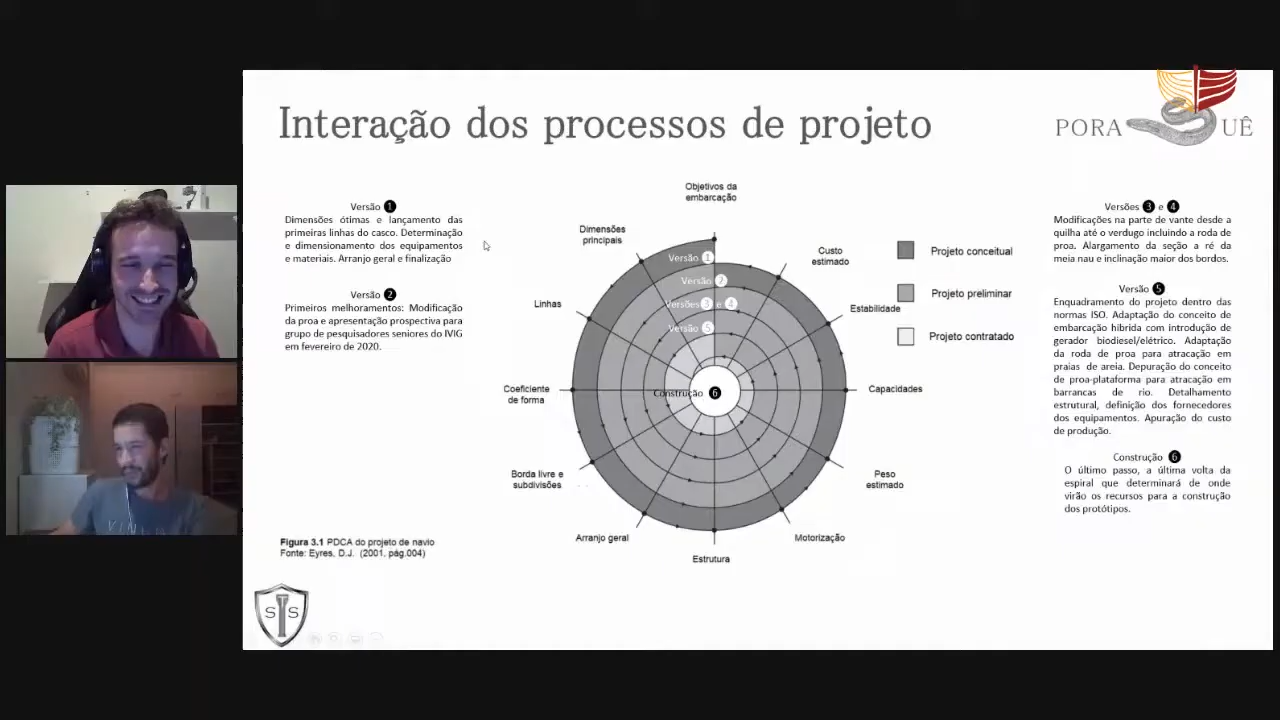 Interação dos processos de projeto
PORA UÊ
Versão 1
Dimensões ótimas e lançamento das
primeiras linhas do casco. Determinação
e dimensionamento dos equipamentos
e materiais. Arranjo geral e finalização
Versão 2
Primeiros melhoramentos: Modificação
da proa e apresentação prospectiva para
grupo de pesquisadores seniores do IVIG
em fevereiro de 2020.
Objetivos da
embarcação
Dimensões
principais
Linhas
Coeficiente
de forma
Borda livre e
subdivisões
Arranjo geral
Estrutura
Motorização
Peso
estimado
Capacidades
Estabilidade
Custo
estimado
Versão 1
Versão 2
Versões 3 e 4
Versão 5
Construção 6
Projeto conceitual
Projeto preliminar
Projeto contratado
Versões 3 e 4
Modificações na parte de vante desde a
quilha até o verdugo incluindo a roda de
proa. Alargamento da seção a ré da
meia nau e inclinação maior dos bordos.
Versão 5
Enquadramento do projeto dentro das
normas ISO. Adaptação do conceito de
embarcação hibrida com introdução de
gerador biodiesel/elétrico. Adaptação
da roda de proa para atracação em
praias de areia. Depuração do conceito
de proa-plataforma para atracação em
barrancas de rio. Detalhamento
estrutural, definição dos fornecedores
dos equipamentos. Apuração do custo
de produção.
Construção 6
O último passo, a última volta da
espiral que determinará de onde
virão os recursos para a construção
dos protótipos.
Figura 3.1 PDCA do projeto de navio
Fonte: Eyres, D.J. (2001, pág.004)
S T S